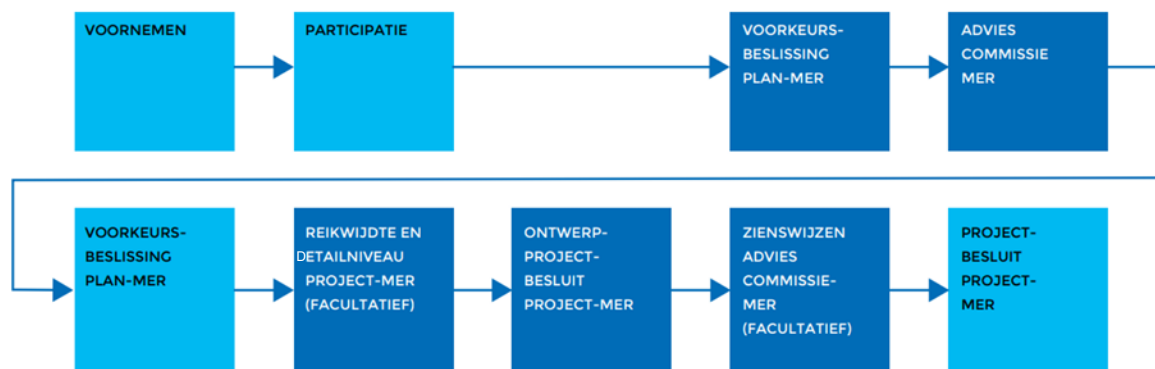 VOORNEMEN
PARTICIPATIE
VOORKEURS-
BESLISSING
PLAN-MER
ADVIES
COMMISSIE
MER
VOORKEURS-
BESLISSING
PLAN-MER
REIKWIJDTE EN
DETAILNIVEAU
PROJECT-MER
(FACULTATIEF)
ONTWERP-
PROJECT-
BESLUIT
PROJECT-MER
ZIENSWIJZEN
ADVIES
COMMISSIE-
MER
(FACULTATIEF)
PROJECT-
BESLUIT
PROJECT-
MER